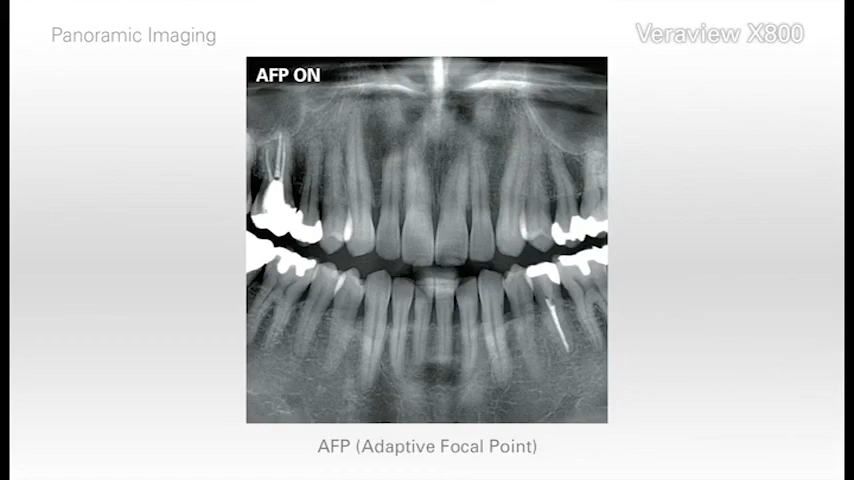 Panoramic Imaging
Veraview X800
AFP ON
AFP (Adaptive Focal Point)